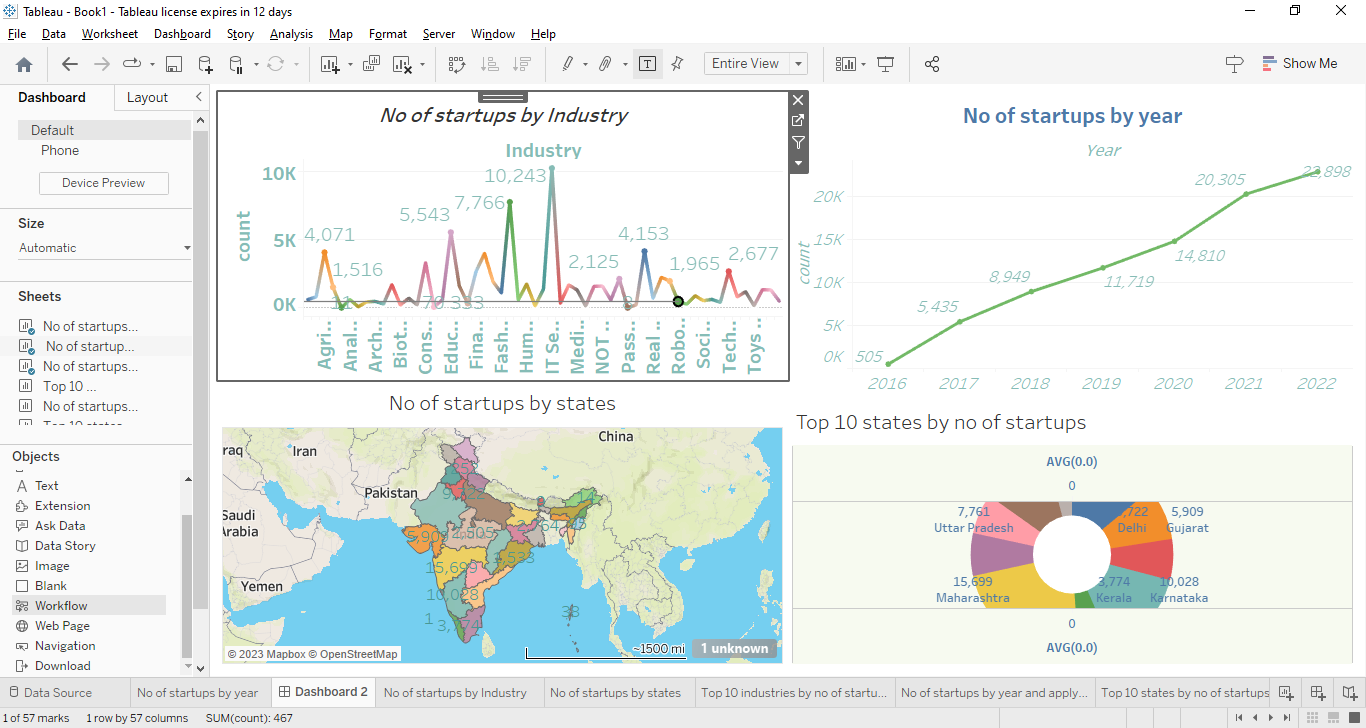 Tableau - Book1 - Tableau license expires in 12 days
File Data Worksheet Dashboard Story Analysis Map Format Server Window Help
Entire View
Show Me
Dashboard Layout
Default
Phone
Device Preview
Size
Automatic
Sheets
No of startups...
No of startup...
No of startups...
Top 10 ...
No of startups...
Top 10 states
Objects
Text
Extension
Ask Data
Data Story
Image
Blank
Workflow
Web Page
Navigation
Download
No of startups by Industry
Industry
count
10K
5K
0K
4,071
1,516
11
5,543
7,766
10,243
79
333
2,125
4,153
1,965
2,677
Agri..
Anal..
Arch..
Biot..
Cons..
Educ..
Fina..
Fash..
Hum..
IT Se..
Medi..
NOT ..
Pass..
Real ..
Robo..
Soci..
Tech..
Toys ..
No of startups by year
Year
count
20K
15K
10K
5K
0K
505
5,435
8,949
11,719
14,810
20,305
22,898
2016 2017 2018 2019 2020 2021 2022
No of startups by states
China
Iran
raq
Pakistan
Saudi
Arabia
Yemen
15,699
10,028
38
© 2023 Mapbox © OpenStreetMap
~1500 mi
1 unknown
Top 10 states by no of startups
AVG(0.0)
0
7,761
Uttar Pradesh
,722
Delhi
5,909
Gujarat
15,699
Maharashtra
3,774
Kerala
10,028
Karnataka
0
AVG(0.0)
Data Source
No of startups by year
Dashboard 2
No of startups by Industry
No of startups by states
Top 10 industries by no of startu...
No of startups by year and apply...
Top 10 states by no of startups
1 of 57 marks 1 row by 57 columns SUM(count): 467